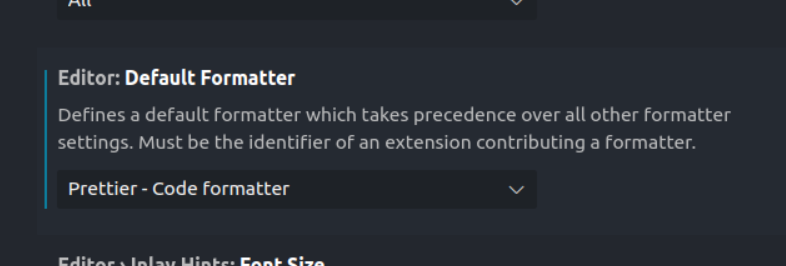 All
Editor: Default Formatter
Defines a default formatter which takes precedence over all other formatter
settings. Must be the identifier of an extension contributing a formatter.
Prettier - Code formatter
Editor › Inlay Hints: Font Size